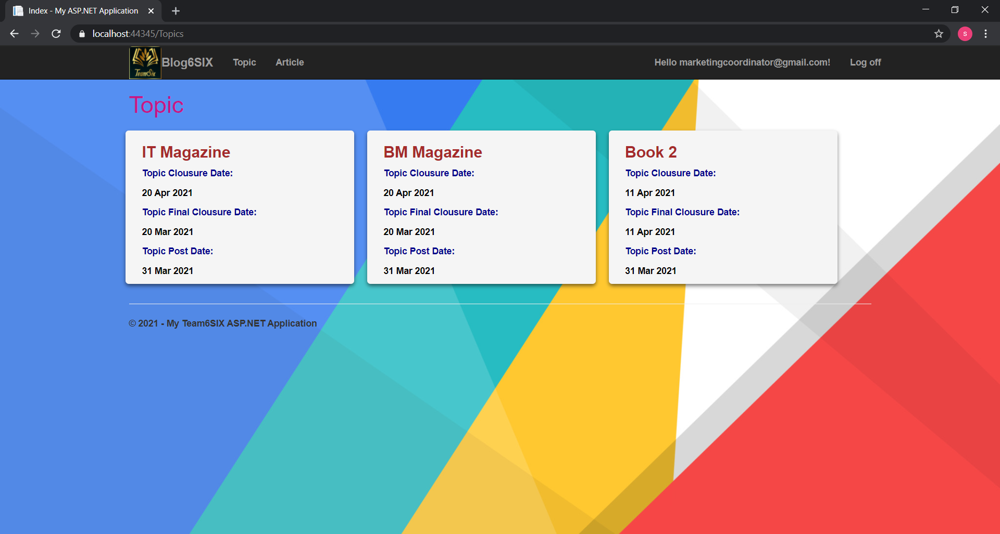 Index - My ASP.NET Application
localhost:44345/Topics
s
TeamSix
Blog6SIX
Topic
Article
Hello marketingcoordinator@gmail.com!
Log off
Topic
IT Magazine
Topic Clousure Date:
20 Apr 2021
Topic Final Clousure Date:
20 Mar 2021
Topic Post Date:
31 Mar 2021
BM Magazine
Topic Clousure Date:
20 Apr 2021
Topic Final Clousure Date:
20 Mar 2021
Topic Post Date:
31 Mar 2021
Book 2
Topic Clousure Date:
11 Apr 2021
Topic Final Clousure Date:
11 Apr 2021
Topic Post Date:
31 Mar 2021
© 2021 - My Team6SIX ASP.NET Application